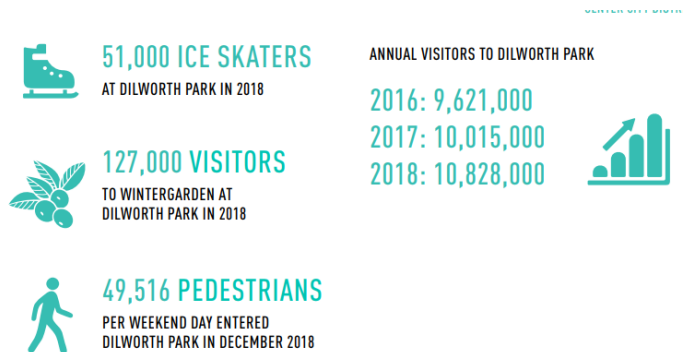 51,000 ICE SKATERS
AT DILWORTH PARK IN 2018
127,000 VISITORS
TO WINTERGARDEN AT
DILWORTH PARK IN 2018
49,516 PEDESTRIANS
PER WEEKEND DAY ENTERED
DILWORTH PARK IN DECEMBER 2018
ANNUAL VISITORS TO DILWORTH PARK
2016: 9,621,000
2017: 10,015,000
2018: 10,828,000